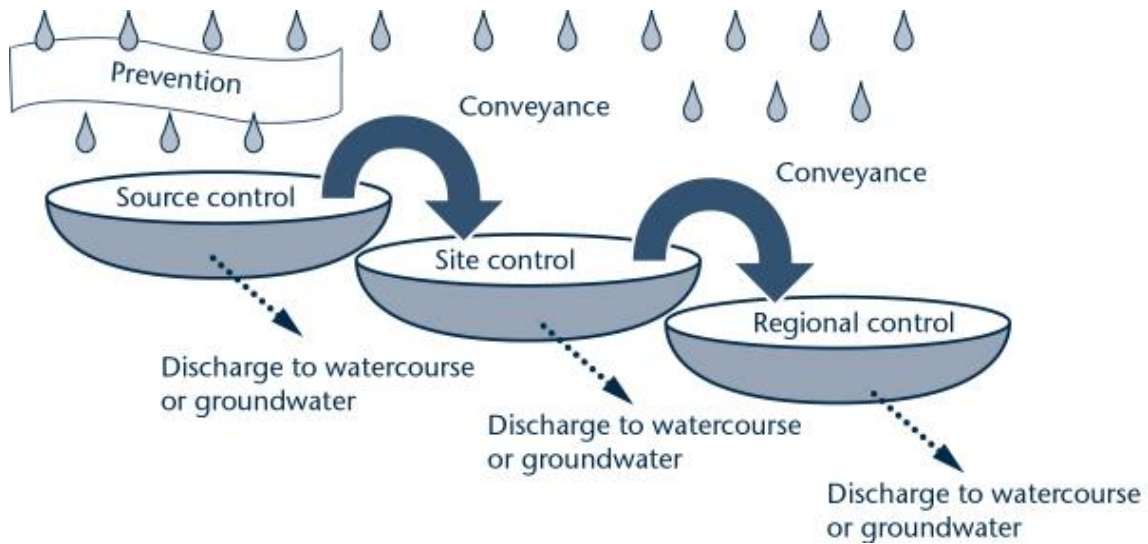 Prevention
Conveyance
Conveyance
Source control
Site control
Regional control
Discharge to watercourse
or groundwater
Discharge to watercourse
or groundwater
Discharge to watercourse
or groundwater